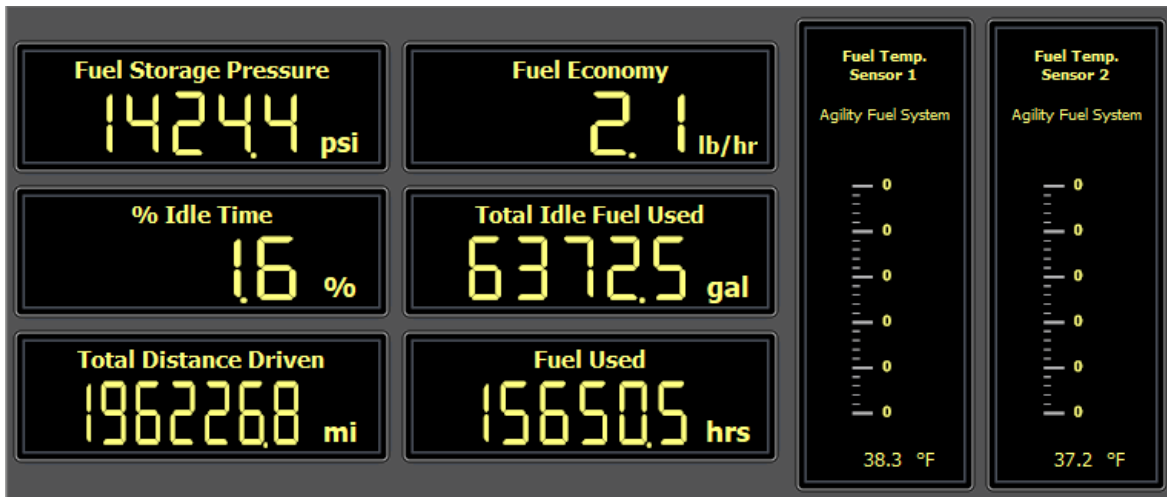 Fuel Storage Pressure
1424.4 psi
Fuel Economy
2.1 lb/hr
% Idle Time
1.6 %
Total Idle Fuel Used
6372.5 gal
Total Distance Driven
196226.8 mi
Fuel Used
15650.5 hrs
Fuel Temp.
Sensor 1
Agility Fuel System
0
0
0
0
0
0
38.3 °F
Fuel Temp.
Sensor 2
Agility Fuel System
0
0
0
0
0
0
37.2 °F